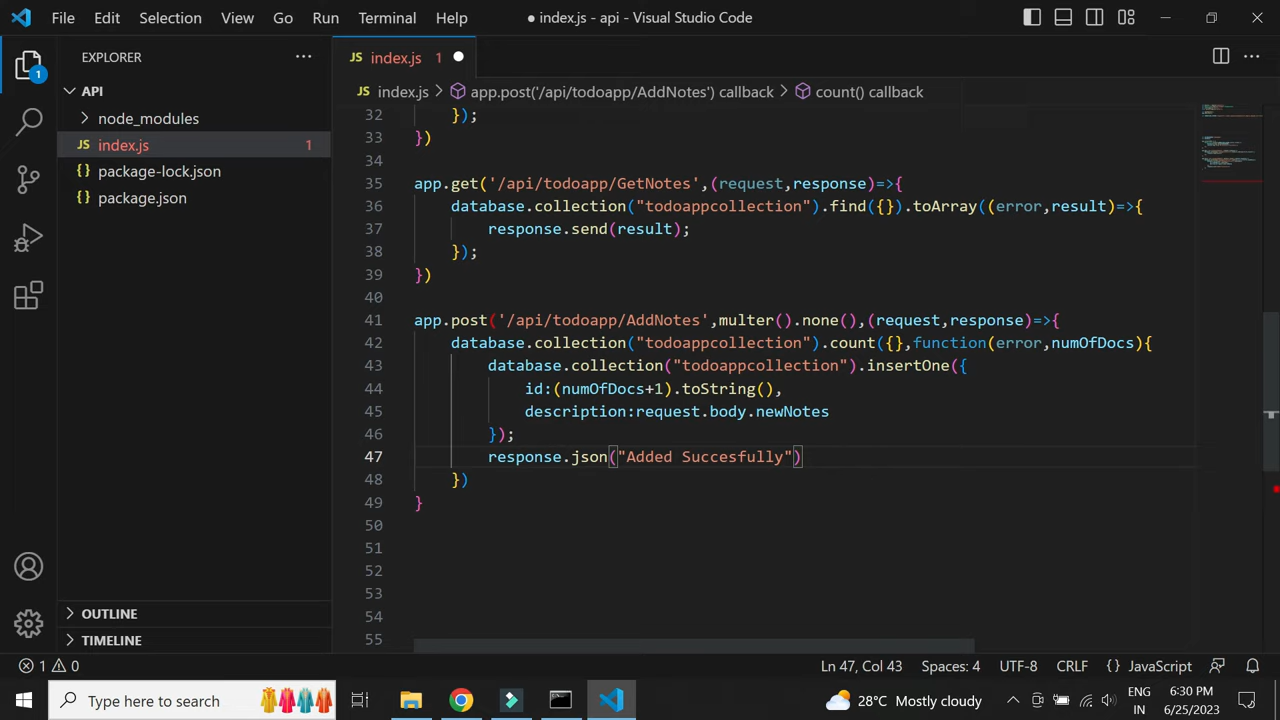 File Edit Selection View Go Run Terminal Help ● index.js - api - Visual Studio Code
EXPLORER ···
JS index.js 1
JS index.js > app.post('/api/todoapp/AddNotes') callback > count() callback
API
node_modules
index.js 1
package-lock.json
package.json
OUTLINE
TIMELINE
1
32 });
33 })
34
35 app.get('/api/todoapp/GetNotes',(request,response)=>{
36 database.collection("todoappcollection").find({}).toArray((error,result)=>{
37 response.send(result);
38 });
39 })
40
41 app.post('/api/todoapp/AddNotes',multer().none(),(request,response)=>{
42 database.collection("todoappcollection").count({},function(error,numOfDocs){
43 database.collection("todoappcollection").insertOne({
44 id:(numOfDocs+1).toString(),
45 description:request.body.newNotes
46 });
47 response.json("Added Succesfully")
48 })
49 }
50
51
52
53
54
55
1 0 Ln 47, Col 43 Spaces: 4 UTF-8 CRLF {} JavaScript
Type here to search 28°C Mostly cloudy ENG IN 6:30 PM 6/25/2023